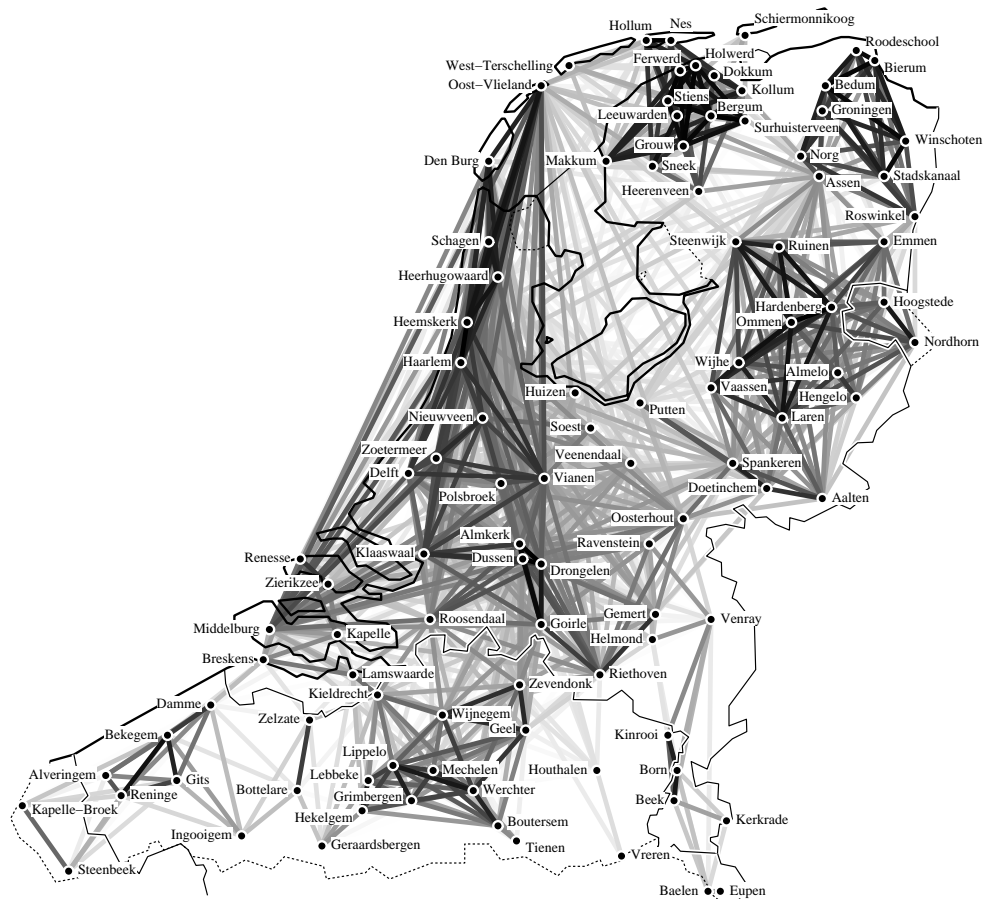 Schiermonnikoog
Hollum
Nes
Roodeschool
West−Terschelling
Ferwerd
Holwerd
Bierum
Oost−Vlieland
Dokkum
Bedum
Kollum
Stiens
Groningen
Leeuwarden
Bergum
Surhuisterveen
Winschoten
Grouw
Norg
Den Burg
Makkum
Sneek
Assen
Stadskanaal
Heerenveen
Roswinkel
Schagen
Steenwijk
Ruinen
Emmen
Heerhugowaard
Hardenberg
Hoogstede
Heemskerk
Ommen
Nordhorn
Haarlem
Wijhe
Almelo
Huizen
Vaassen
Hengelo
Putten
Nieuwveen
Laren
Soest
Zoetermeer
Veenendaal
Spankeren
Delft
Vianen
Polsbroek
Doetinchem
Aalten
Oosterhout
Almkerk
Ravenstein
Renesse
Klaaswaal
Dussen
Drongelen
Zierikzee
Gemert
Roosendaal
Goirle
Venray
Middelburg
Kapelle
Helmond
Breskens
Lamswaarde
Riethoven
Kieldrecht
Zevendonk
Damme
Zelzate
Wijnegem
Bekegem
Geel
Kinrooi
Lippelo
Alveringem
Gits
Lebbeke
Mechelen
Houthalen
Born
Reninge
Bottelare
Grimbergen
Werchter
Beek
Kapelle−Broek
Hekelgem
Kerkrade
Ingooigem
Boutersem
Geraardsbergen
Tienen
Vreren
Steenbeek
Baelen
Eupen